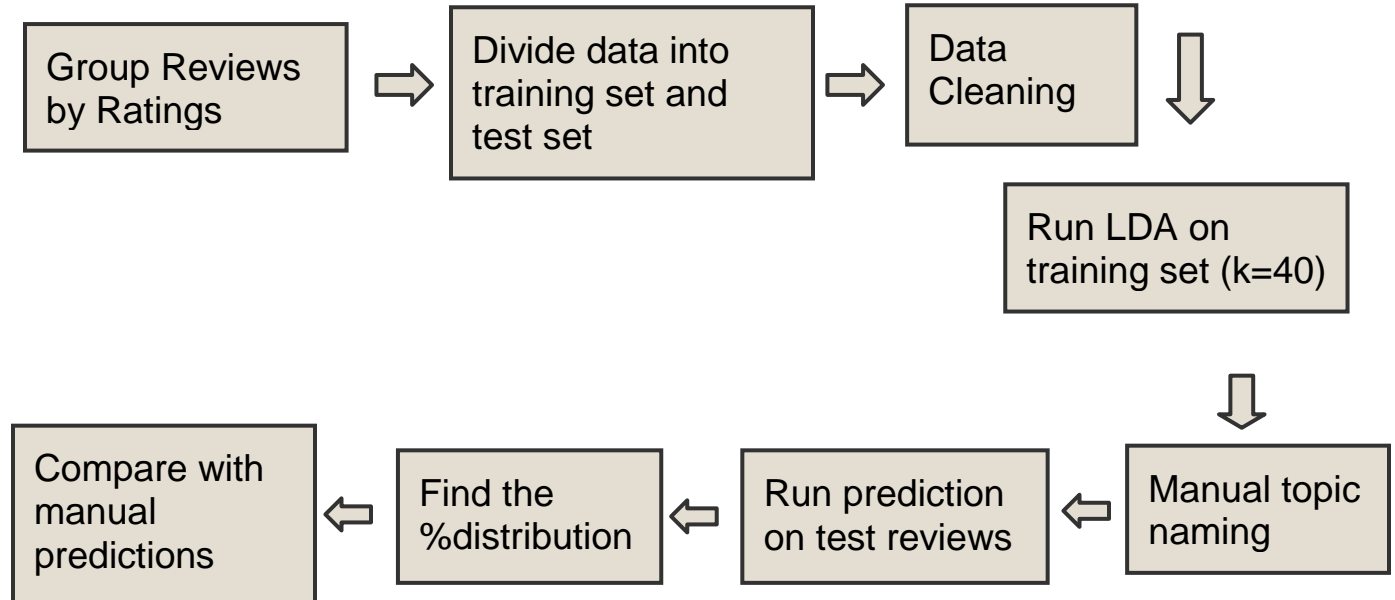 Group Reviews
by Ratings
Divide data into
training set and
test set
Data
Cleaning
Run LDA on
training set (k=40)
Manual topic
naming
Run prediction
on test reviews
Find the
%distribution
Compare with
manual
predictions